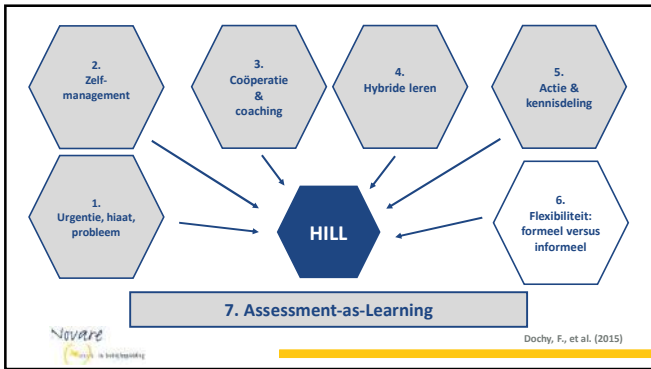 2.
Zelf-
management
3.
Coöperatie
&
coaching
4.
Hybride leren
5.
Actie &
kennisdeling
1.
Urgentie, hiaat,
probleem
HILL
6.
Flexibiliteit:
formeel versus
informeel
7. Assessment-as-Learning
Novare
in
Dochy, F., et al. (2015)